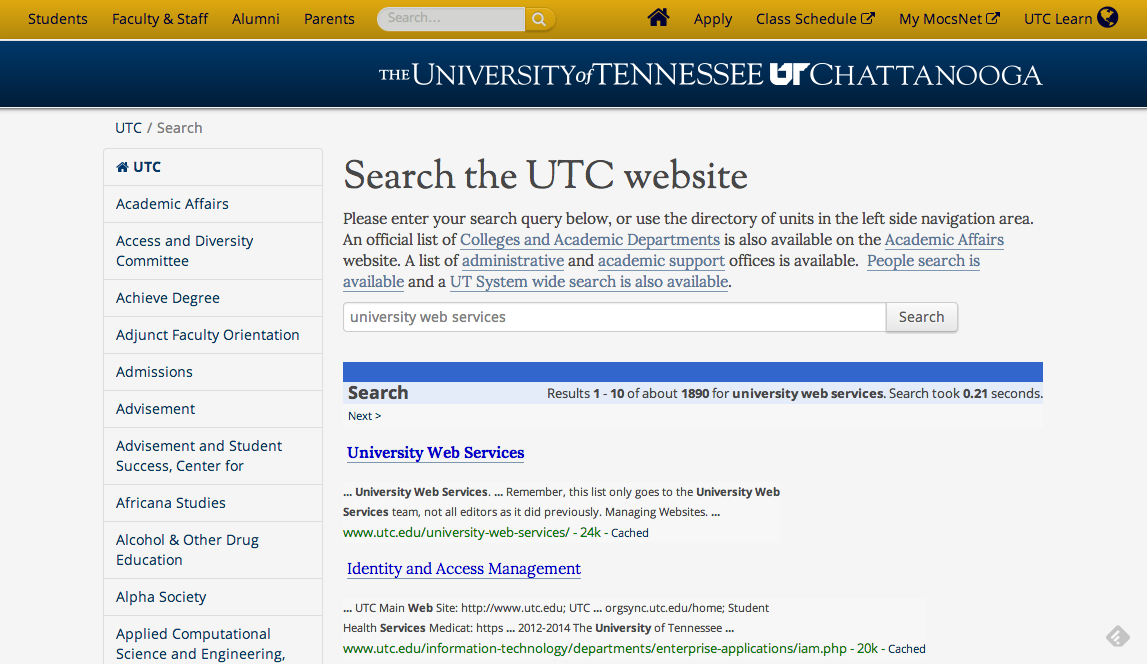 Students Faculty & Staff Alumni Parents Search... Apply Class Schedule My MocsNet UTC Learn
THE UNIVERSITY of TENNESSEE UT CHATTANOOGA
UTC / Search
UTC
Academic Affairs
Access and Diversity
Committee
Achieve Degree
Adjunct Faculty Orientation
Admissions
Advisement
Advisement and Student
Success, Center for
Africana Studies
Alcohol & Other Drug
Education
Alpha Society
Applied Computational
Science and Engineering,
Search the UTC website
Please enter your search query below, or use the directory of units in the left side navigation area.
An official list of Colleges and Academic Departments is also available on the Academic Affairs
website. A list of administrative and academic support offices is available. People search is
available and a UT System wide search is also available.
university web services Search
Search Results 1 - 10 of about 1890 for university web services. Search took 0.21 seconds.
Next >
University Web Services
... University Web Services. ... Remember, this list only goes to the University Web
Services team, not all editors as it did previously. Managing Websites. ...
www.utc.edu/university-web-services/ - 24k - Cached
Identity and Access Management
... UTC Main Web Site: http://www.utc.edu; UTC ... orgsync.utc.edu/home; Student
Health Services Medicat: https ... 2012-2014 The University of Tennessee ...
www.utc.edu/information-technology/departments/enterprise-applications/iam.php - 20k - Cached